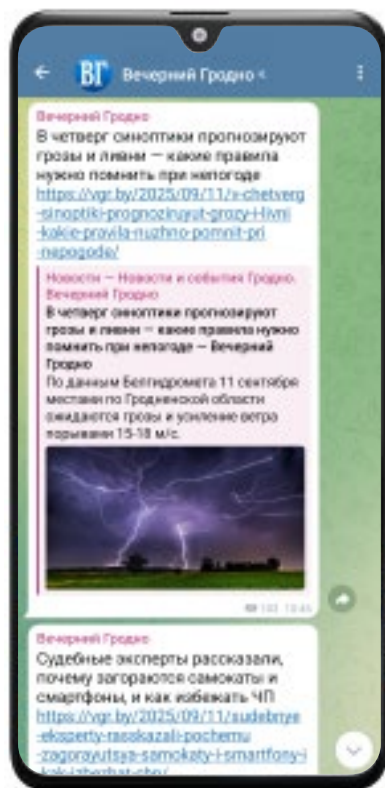 ВГ Вечерний Гродно
Вечерний Гродно
В четверг синоптики прогнозируют
грозы и ливни — какие правила
нужно помнить при непогоде
https://vgr.by/2025/09/11/v-chetverg
-sinoptiki-prognoziruyut-grozy-i-livni
-kakie-pravila-nuzhno-pomnit-pri
-nepogode/
Новости — Новости и события Гродно.
Вечерний Гродно
В четверг синоптики прогнозируют
грозы и ливни — какие правила нужно
помнить при непогоде — Вечерний
Гродно
По данным Белгидромета 11 сентября
местами по Гродненской области
ожидаются грозы и усиление ветра
порывами 15-18 м/с.
Вечерний Гродно
Судебные эксперты рассказали,
почему загораются самокаты и
смартфоны, и как избежать ЧП
https://vgr.by/2025/09/11/sudebnye
-eksperty-rasskazali-pochemu
-zagorayutsya-samokaty-i-smartfony-i
-kak-izbezhat-chp/